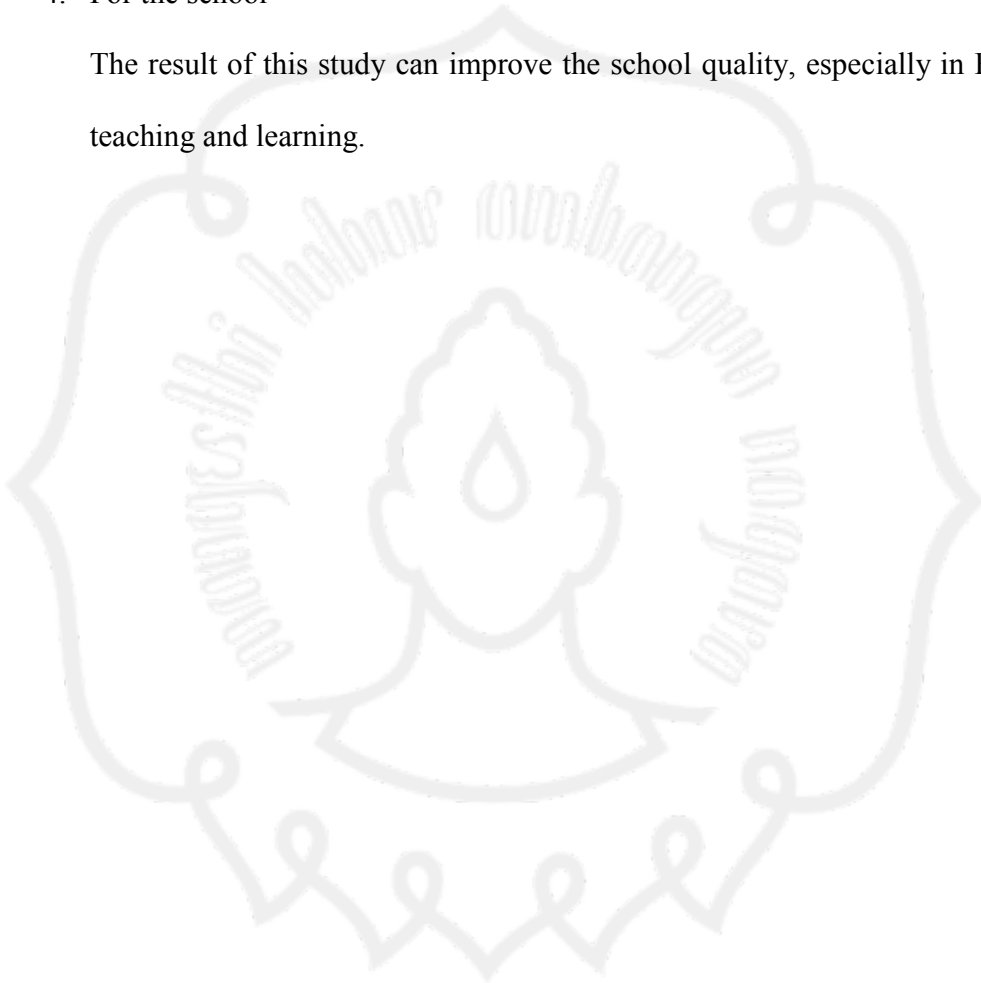 4. For the school
The result of this study can improve the school quality, especially in
teaching and learning.